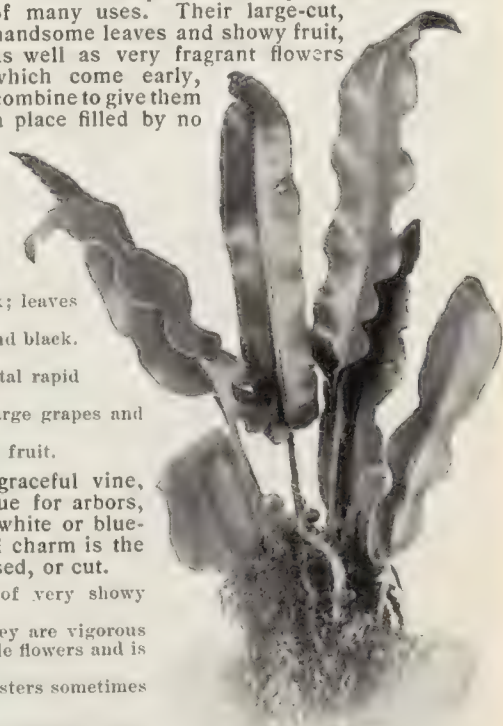 of many uses. Their large-cut,
handsome leaves and showy fruit,
as well as very fragrant flowers
which come early,
combine to give them
a place filled by no
; leaves
nd black.
tal rapid
arge grapes and
fruit.
graceful vine,
ue for arbors,
white or blue-
charm is the
sed, or cut.
of very showy
ey are vigorous
le flowers and is
sters sometimes